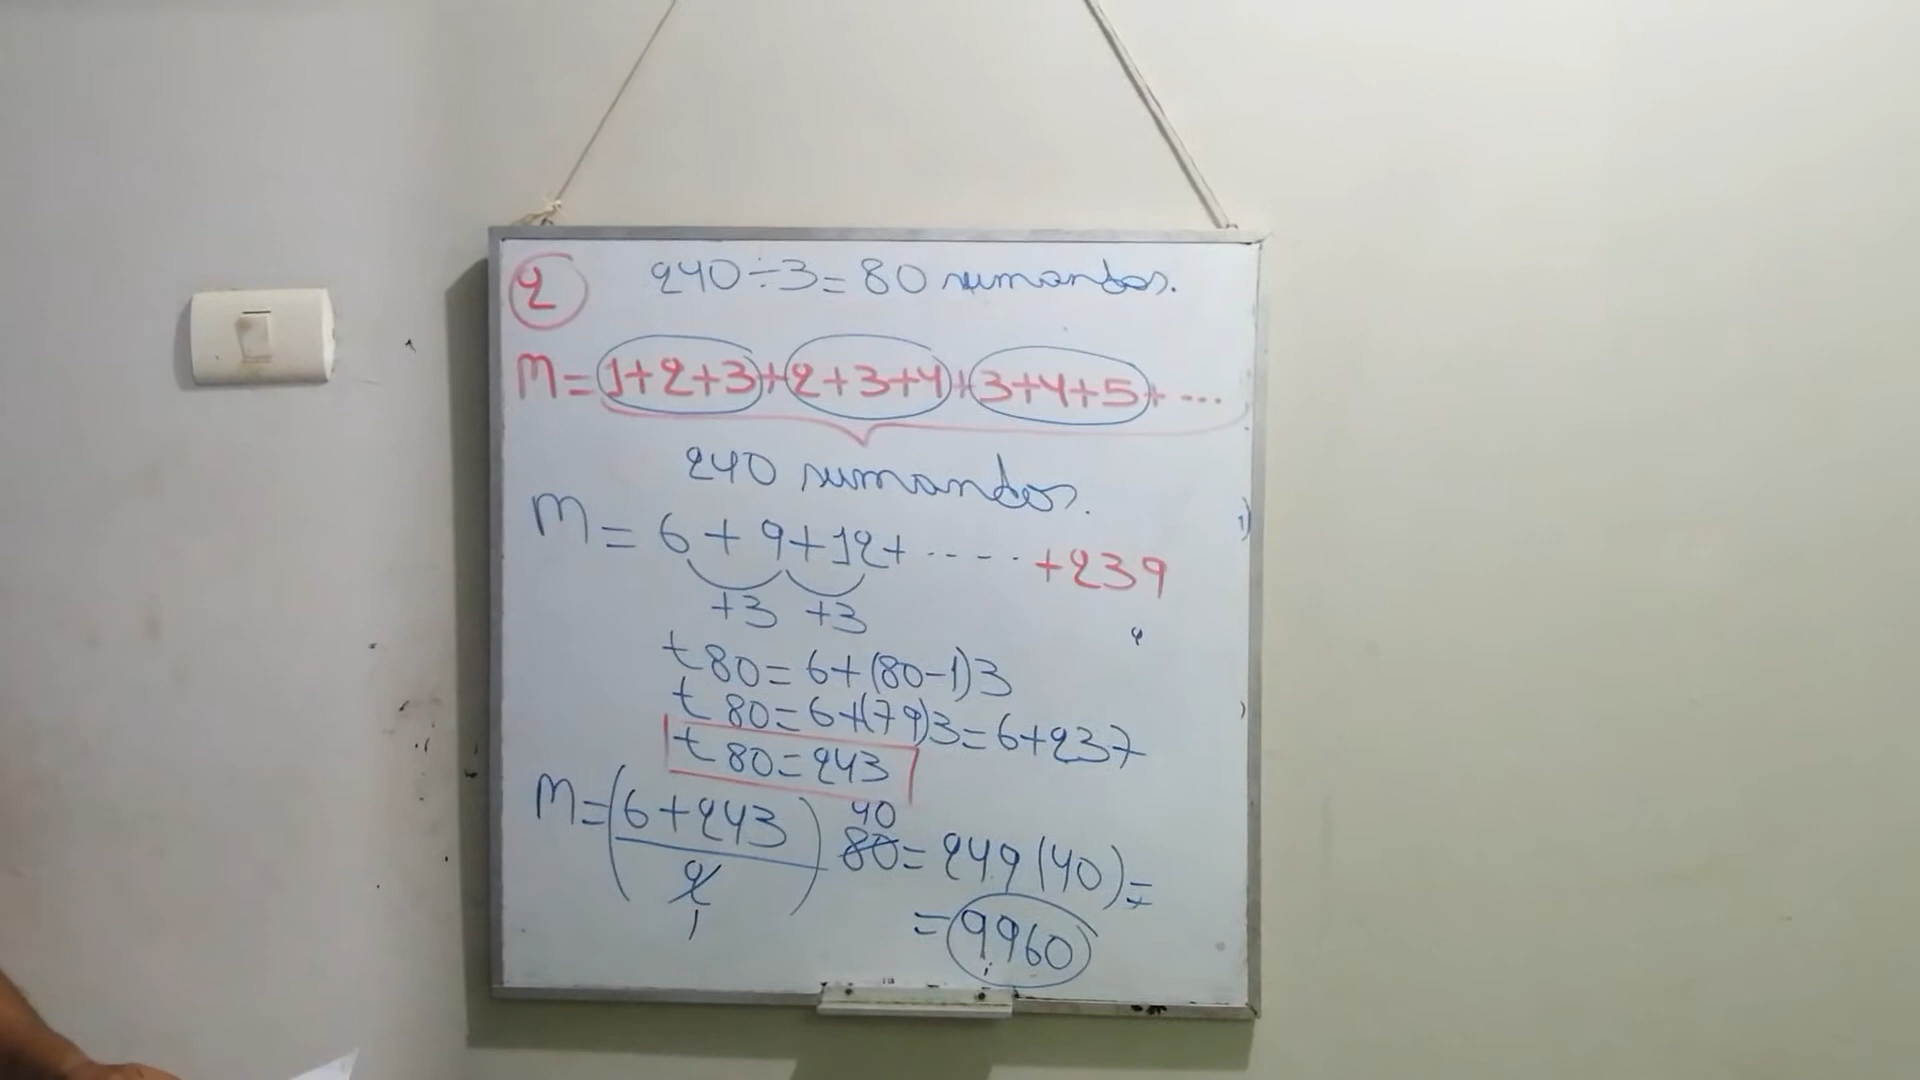 2
240÷3=80 sumandos.
M=1+2+3+2+3+4+3+4+5+...
240 sumandos.
M=6+9+12+.....+239
+3 +3
t80=6+(80-1)3
t80=6+(79)3=6+237
t80=243
M=(6+243/2) 80=249(40)=
40
1
=9960